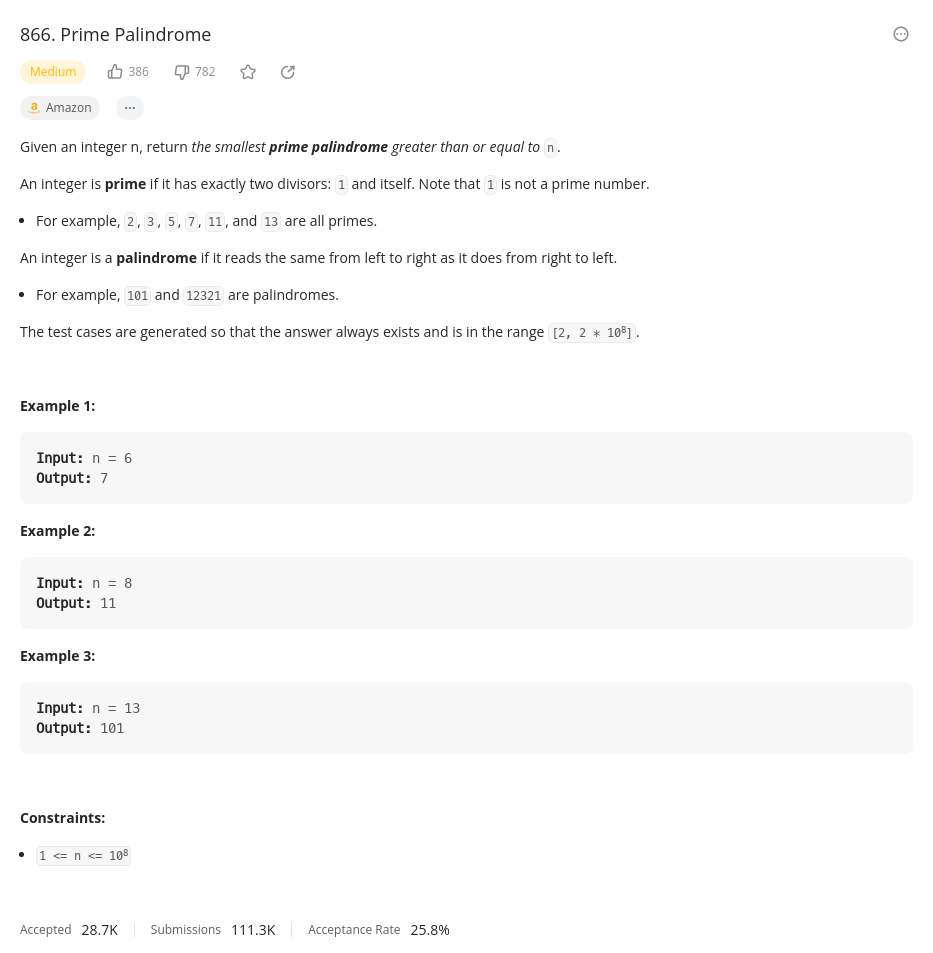 866. Prime Palindrome
Medium 386 782
a Amazon ...
Given an integer n, return the smallest prime palindrome greater than or equal to n.
An integer is prime if it has exactly two divisors: 1 and itself. Note that 1 is not a prime number.
• For example, 2, 3, 5, 7, 11, and 13 are all primes.
An integer is a palindrome if it reads the same from left to right as it does from right to left.
• For example, 101 and 12321 are palindromes.
The test cases are generated so that the answer always exists and is in the range [2, 2 * 10⁸].
Example 1:
Input: n = 6
Output: 7
Example 2:
Input: n = 8
Output: 11
Example 3:
Input: n = 13
Output: 101
Constraints:
• 1 <= n <= 10⁸
Accepted 28.7K Submissions 111.3K Acceptance Rate 25.8%